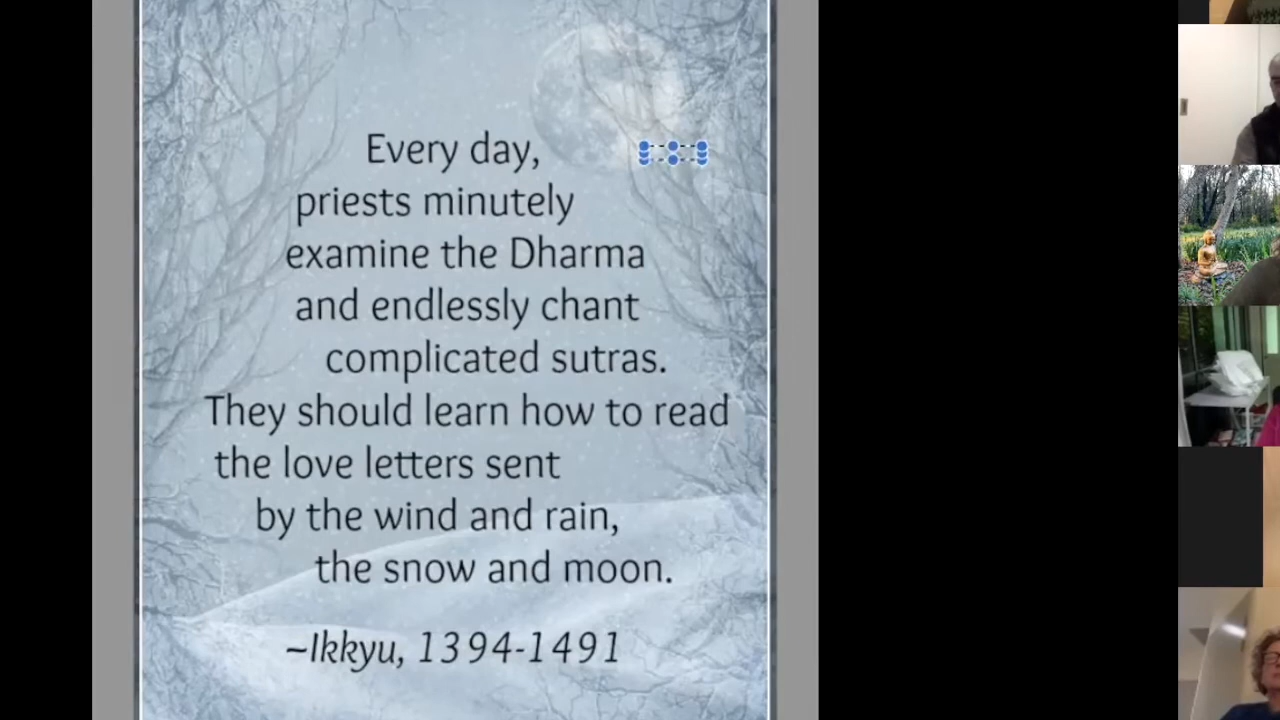 Every day,
priests minutely
examine the Dharma
and endlessly chant
complicated sutras.
They should learn how to read
the love letters sent
by the wind and rain,
the snow and moon.
~Ikkyu, 1394-1491